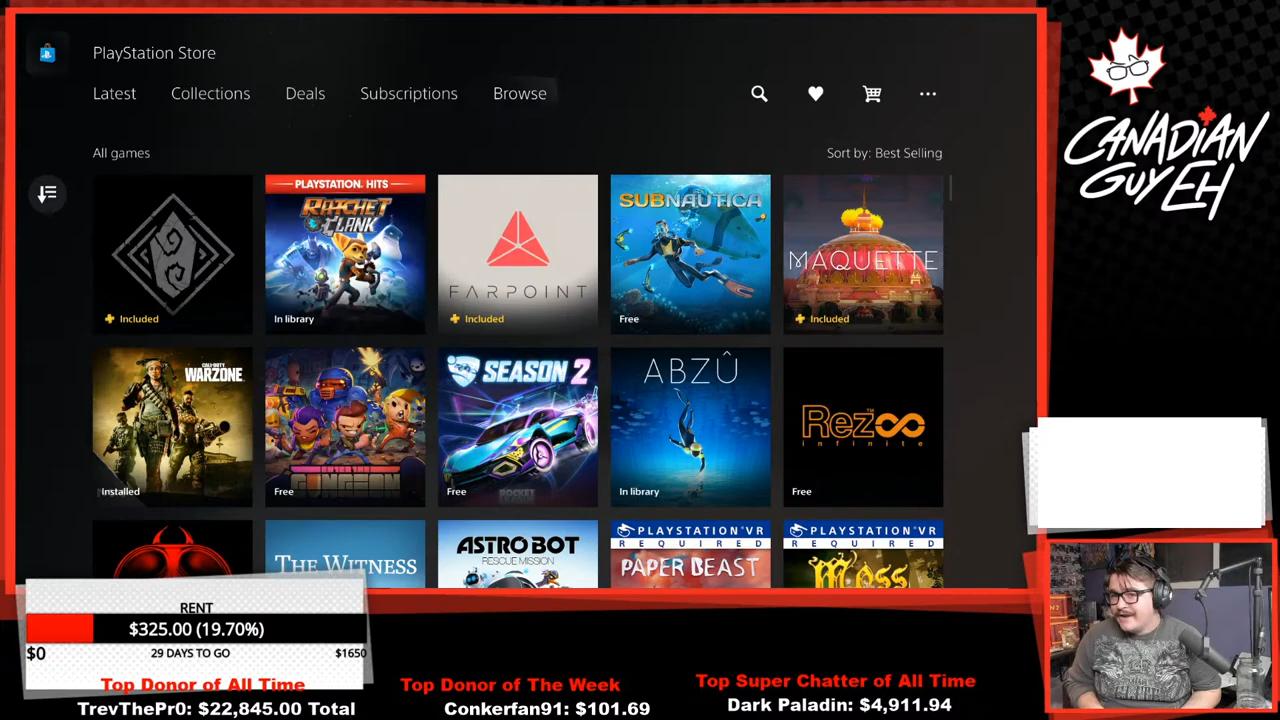 PlayStation Store
Latest Collections Deals Subscriptions Browse
All games
Sort by: Best Selling
Included
PLAYSTATION HITS
RATCHET CLANK
In library
FARPOINT
Included
SUBNAUTICA
Free
MAQUETTE
Included
CALL OF DUTY
WARZONE
Installed
GUNGEON
Free
SEASON 2
ROCKET
Free
ABZÛ
In library
Rez
infinite
Free
THE WITNESS
ASTRO BOT
RESCUE MISSION
PLAYSTATION VR
REQUIRED
PAPER BEAST
PLAYSTATION VR
REQUIRED
Moss
CANADIAN
GUY EH
RENT
$325.00 (19.70%)
$0 29 DAYS TO GO $1650
Top Donor of All Time
TrevThePr0: $22,845.00 Total
Top Donor of The Week
Conkerfan91: $101.69
Top Super Chatter of All Time
Dark Paladin: $4,911.94